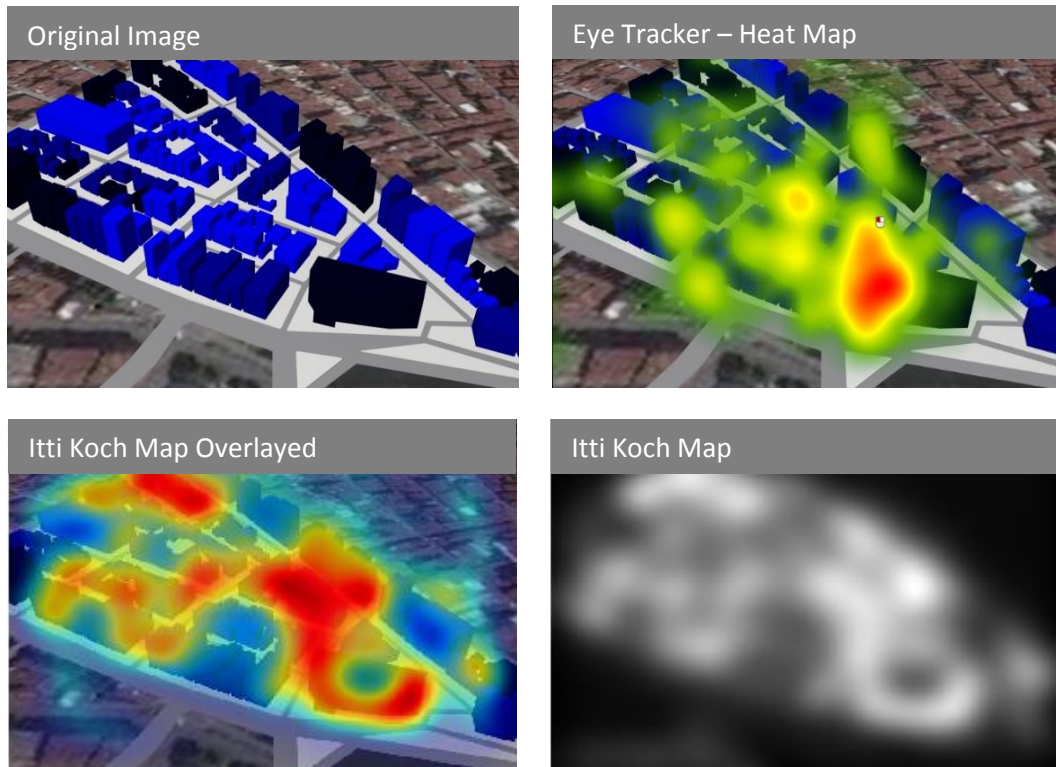 Original Image
Eye Tracker – Heat Map
Itti Koch Map Overlayed
Itti Koch Map